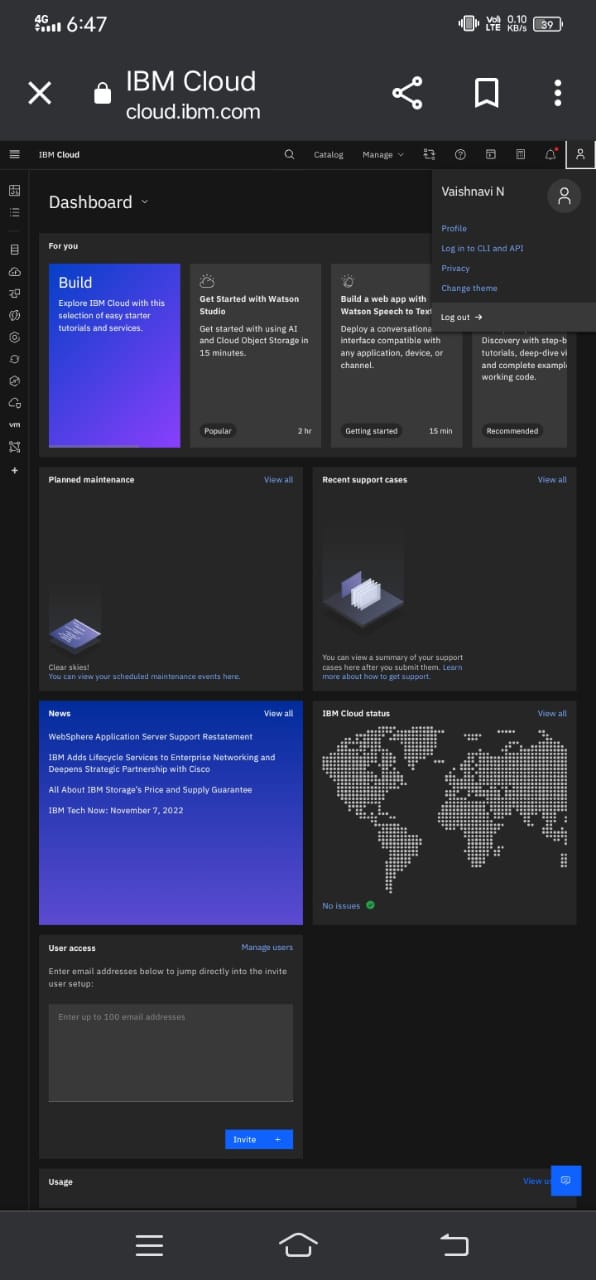 4G 6:47 Voli LTE 0.10 KB/s 39
IBM Cloud
cloud.ibm.com
IBM Cloud Catalog Manage
Dashboard
Vaishnavi N
Profile
Log in to CLI and API
Privacy
Change theme
Log out
For you
Build
Explore IBM Cloud with this
selection of easy starter
tutorials and services.
Get Started with Watson
Studio
Get started with using AI
and Cloud Object Storage in
15 minutes.
Popular 2 hr
Build a web app with
Watson Speech to Text
Deploy a conversationa
interface compatible with
any application, device, or
channel.
Getting started 15 min
Discovery with step-b
tutorials, deep-dive vi
and complete exampl
working code.
Recommended
vm
Planned maintenance View all
Clear skies!
You can view your scheduled maintenance events here.
Recent support cases View all
You can view a summary of your support
cases here after you submit them. Learn
more about how to get support.
News View all
WebSphere Application Server Support Restatement
IBM Adds Lifecycle Services to Enterprise Networking and
Deepens Strategic Partnership with Cisco
All About IBM Storage's Price and Supply Guarantee
IBM Tech Now: November 7, 2022
IBM Cloud status View all
No issues
User access Manage users
Enter email addresses below to jump directly into the invite
user setup:
Enter up to 100 email addresses
Invite +
Usage View u